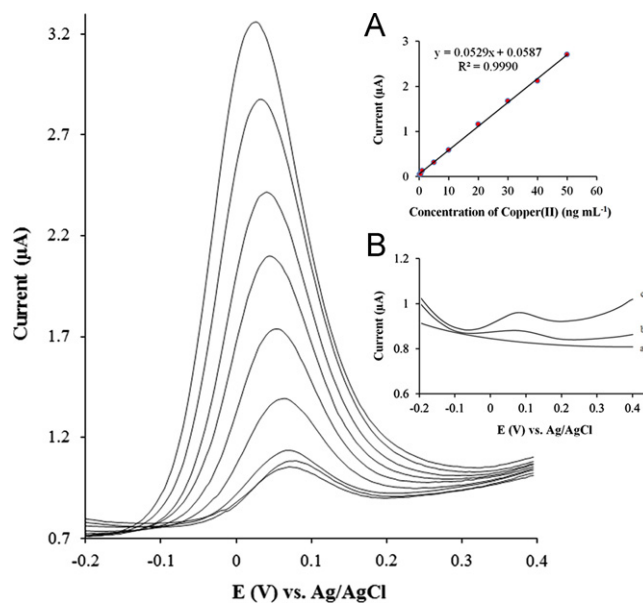 3.2
2.7
2.2
1.7
1.2
0.7
Current (µA)
-0.2
-0.1
0
0.1
0.2
0.3
0.4
E (V) vs. Ag/AgCl
A
3
2
1
0
Current (µA)
y = 0.0529x + 0.0587
R² = 0.9990
0
10
20
30
40
50
60
Concentration of Copper(II) (ng mL⁻¹)
B
1.2
1
0.8
0.6
Current (µA)
b
a
-0.2
-0.1
0
0.1
0.2
0.3
0.4
E (V) vs. Ag/AgCl